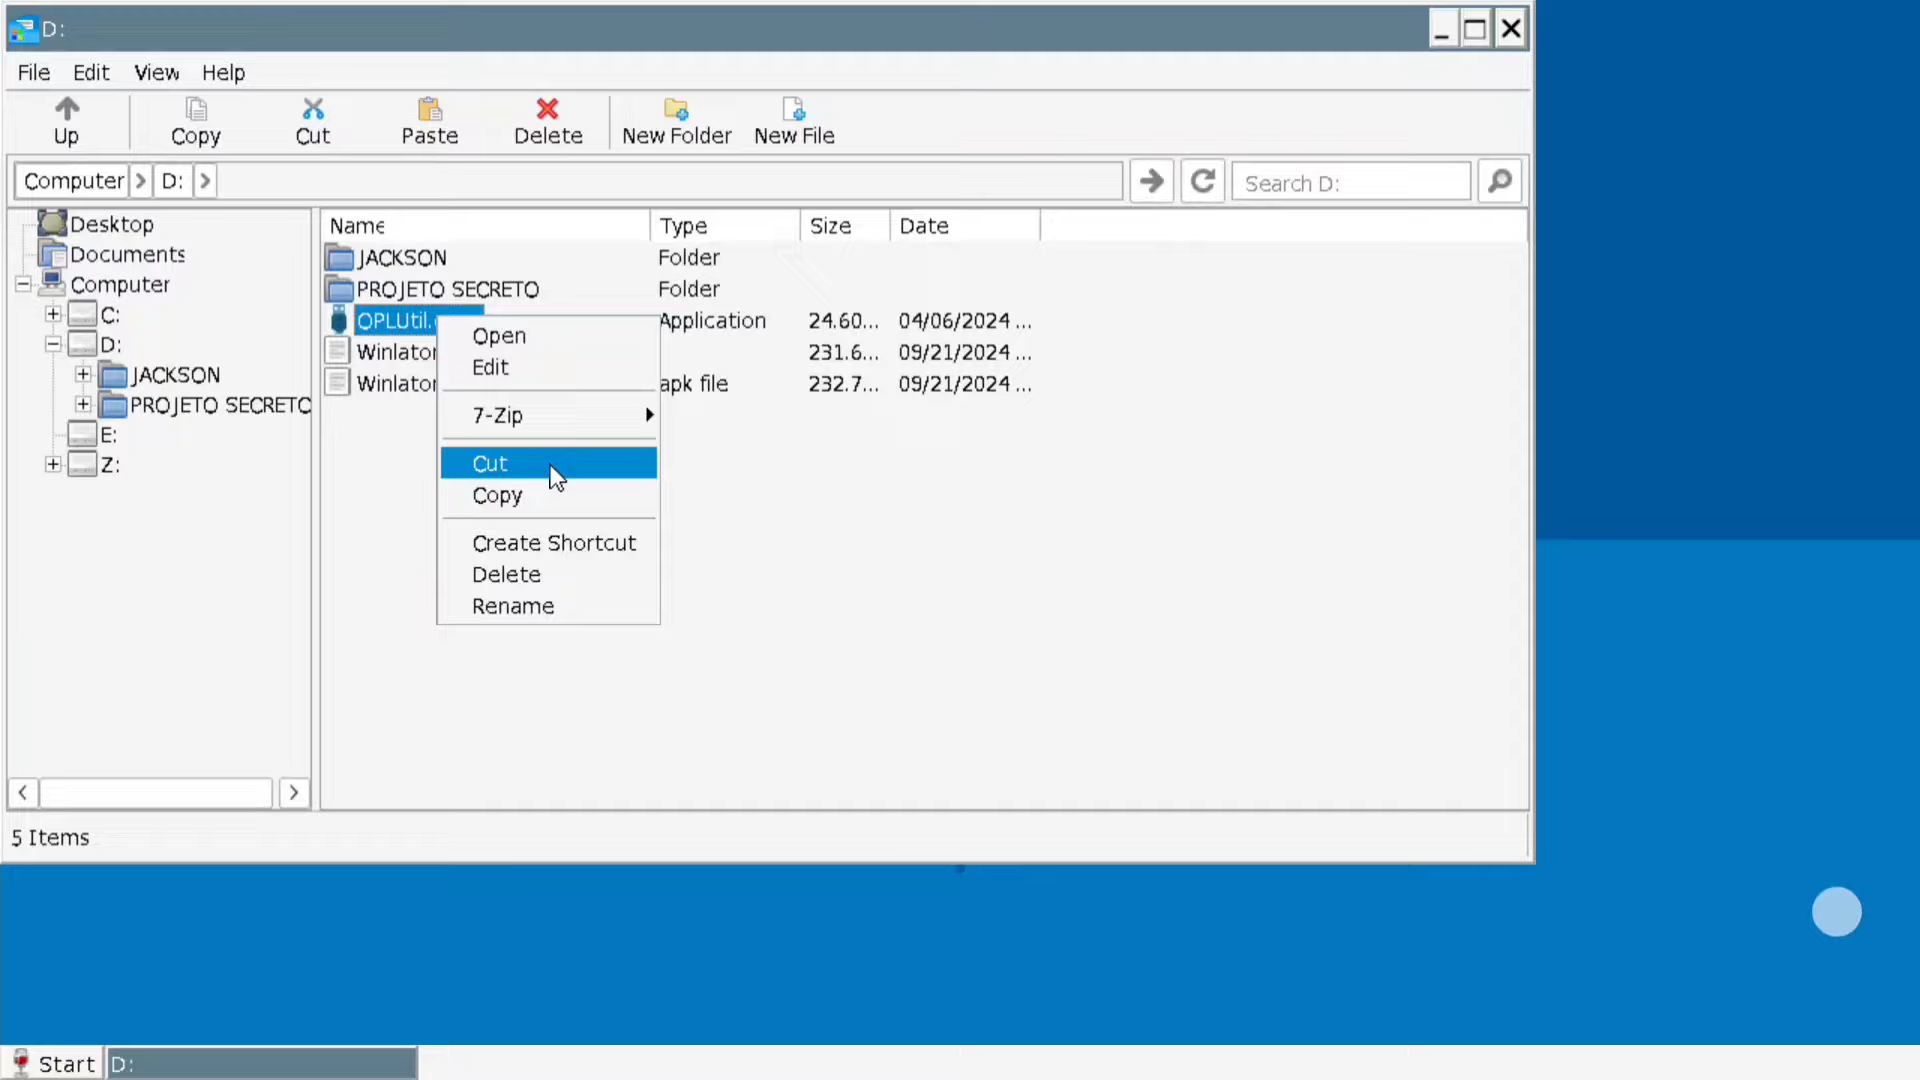 D:
File Edit View Help
Up Copy Cut Paste Delete New Folder New File
Computer D: Search D:
Desktop
Documents
Computer
C:
D:
JACKSON
PROJETO SECRETO
E:
Z:
Name Type Size Date
JACKSON Folder
PROJETO SECRETO Folder
OPLUtil. Application 24.60... 04/06/2024 ...
Winlator 231.6... 09/21/2024 ...
Winlator apk file 232.7... 09/21/2024 ...
Open
Edit
7-Zip
Cut
Copy
Create Shortcut
Delete
Rename
5 Items
Start D: